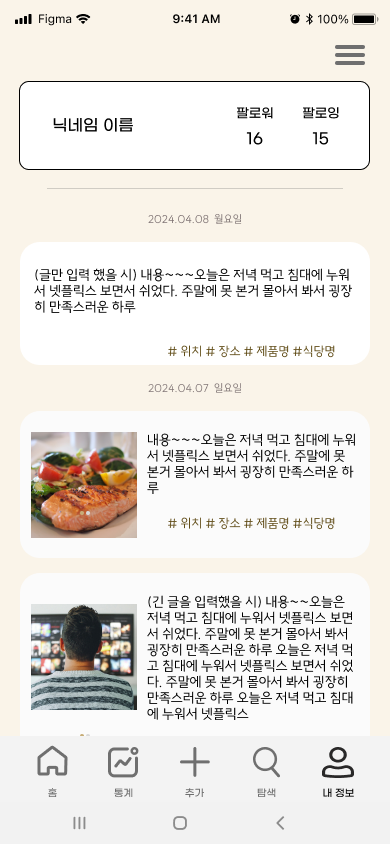 Figma
9:41 AM
100%
닉네임 이름
팔로워
팔로잉
16
15
2024.04.08 월요일
(글만 입력 했을 시) 내용~~~오늘은 저녁 먹고 침대에 누워
서 넷플릭스 보면서 쉬었다. 주말에 못 본거 몰아서 봐서 굉장
히 만족스러운 하루
# 위치 # 장소 # 제품명 #식당명
2024.04.07 일요일
내용~~~오늘은 저녁 먹고 침대에 누워
서 넷플릭스 보면서 쉬었다. 주말에 못
본거 몰아서 봐서 굉장히 만족스러운 하
루
# 위치 # 장소 # 제품명 #식당명
(긴 글을 입력했을 시) 내용~~오늘은
저녁 먹고 침대에 누워서 넷플릭스 보면
서 쉬었다. 주말에 못 본거 몰아서 봐서
굉장히 만족스러운 하루 오늘은 저녁 먹
고 침대에 누워서 넷플릭스 보면서 쉬었
다. 주말에 못 본거 몰아서 봐서 굉장히
만족스러운 하루 오늘은 저녁 먹고 침대
에 누워서 넷플릭스
홈
통계
추가
탐색
내 정보